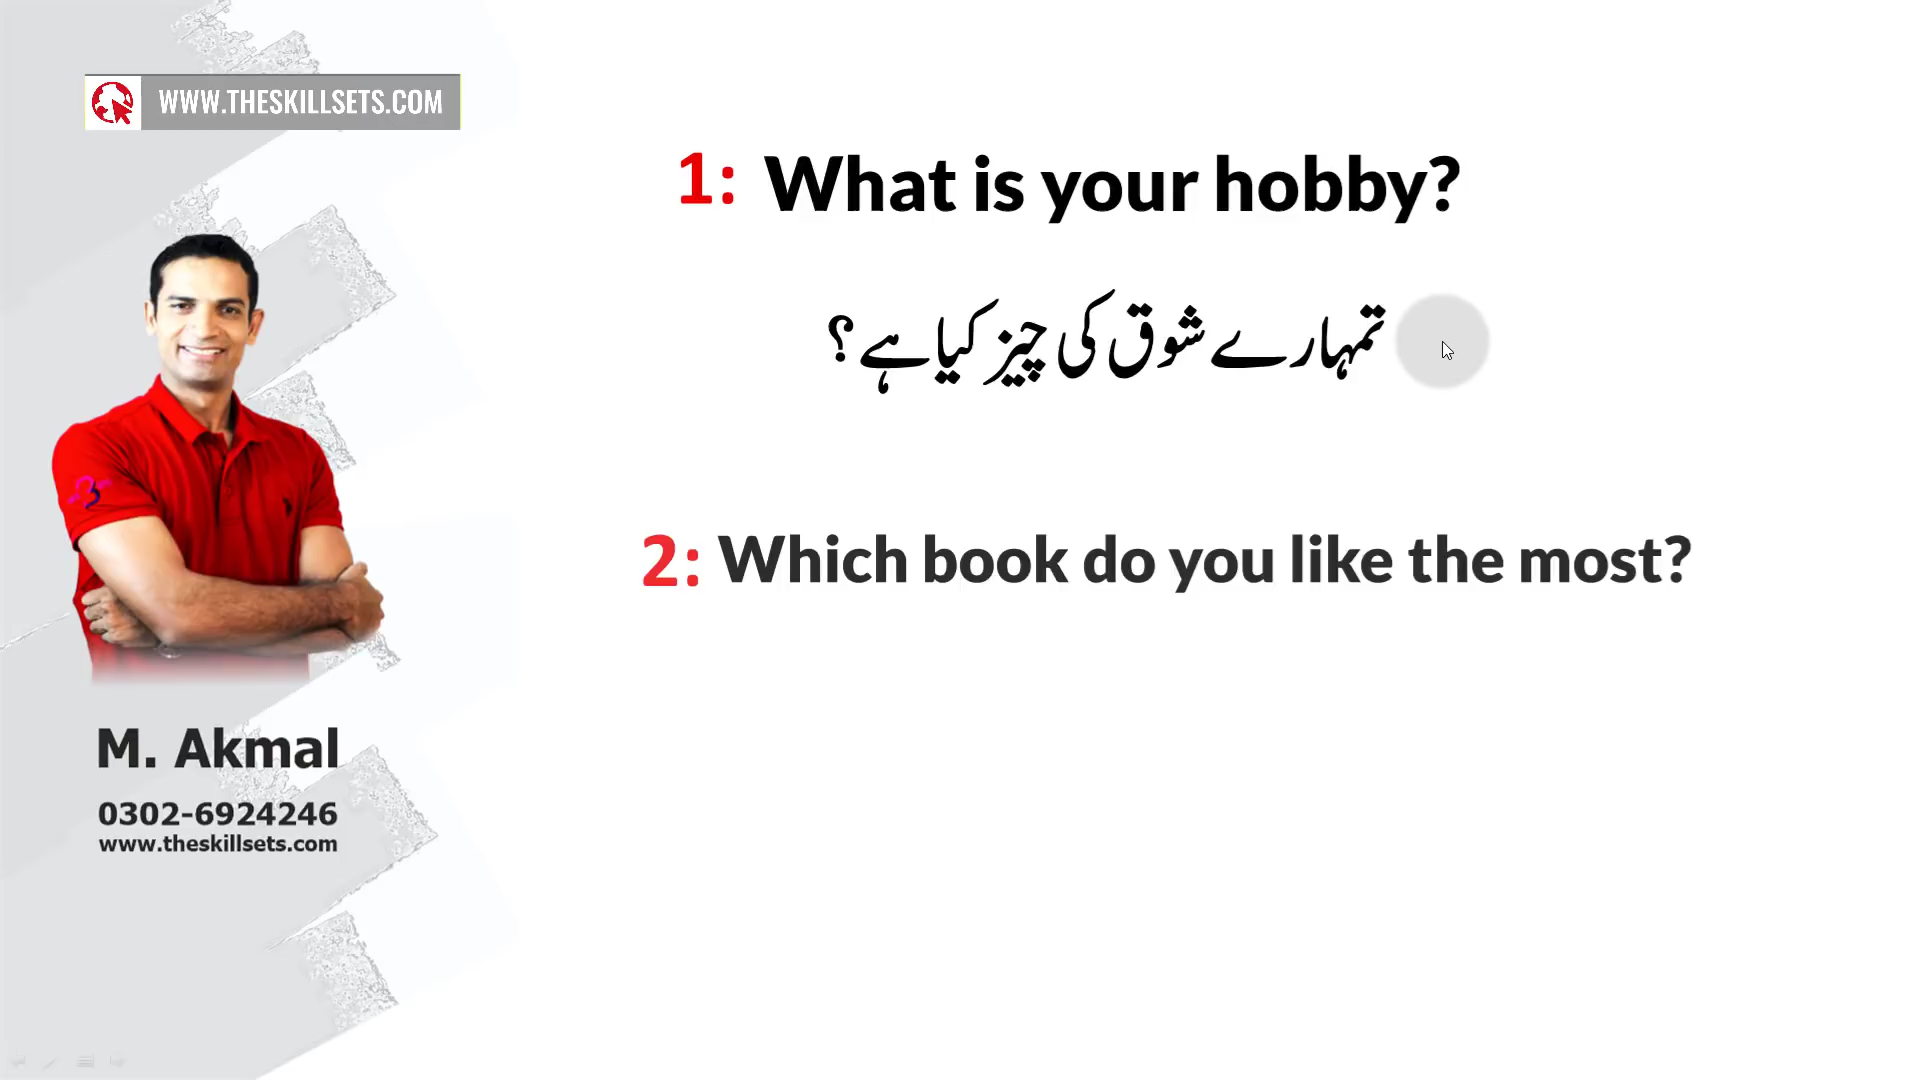 WWW.THESKILLSETS.COM
1: What is your hobby?
تمہارے شوق کی چیز کیا ہے؟
2: Which book do you like the most?
M. Akmal
0302-6924246
www.theskillsets.com